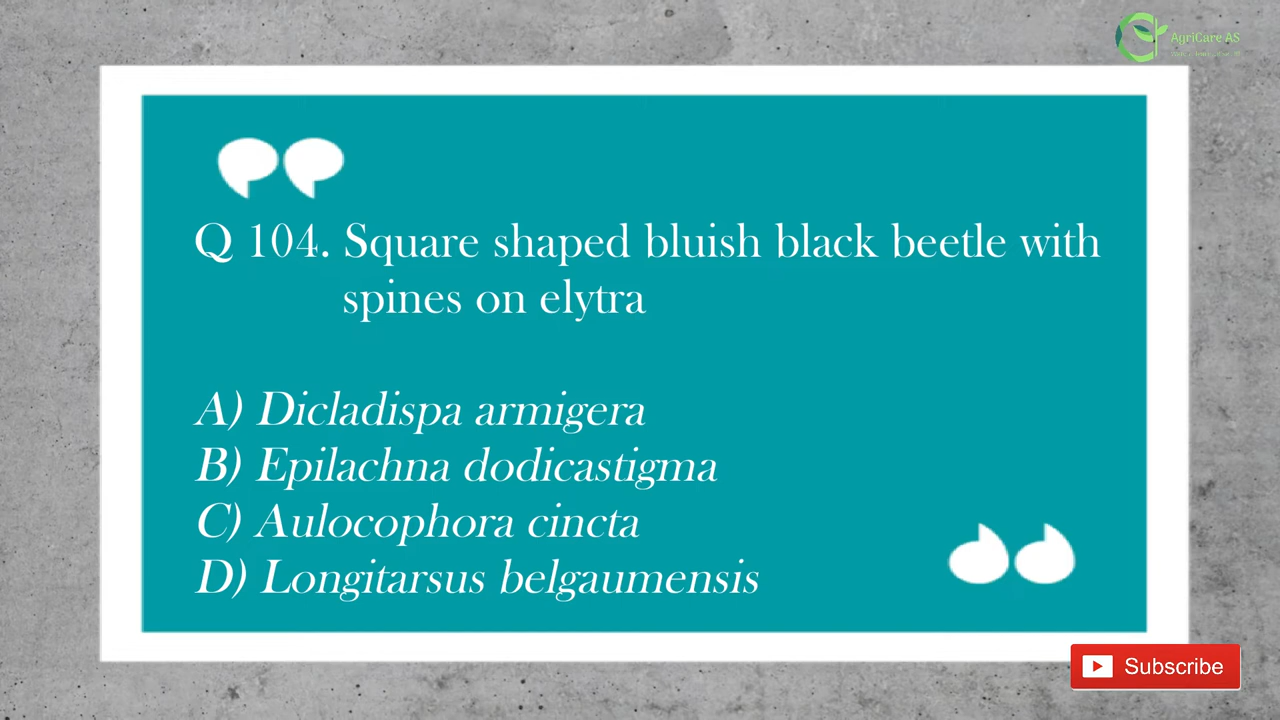 AgriCare AS
Q 104. Square shaped bluish black beetle with
spines on elytra
A) Dicladispa armigera
B) Epilachna dodicastigma
C) Aulocophora cincta
D) Longitarsus belgaumensis
Subscribe